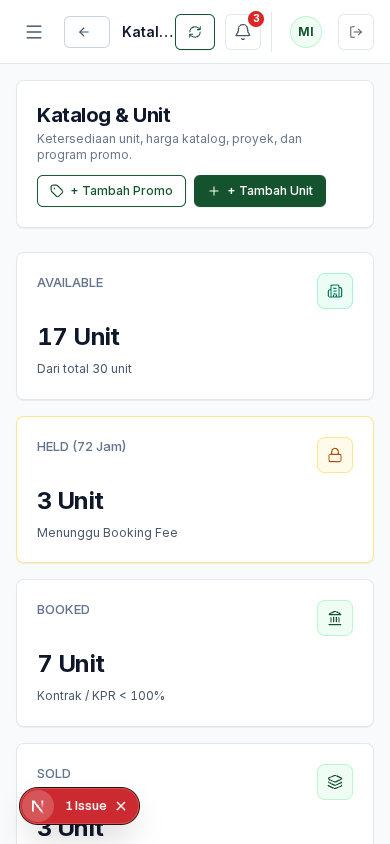 Katal...
3
MI
Katalog & Unit
Ketersediaan unit, harga katalog, proyek, dan
program promo.
+ Tambah Promo
+ Tambah Unit
AVAILABLE
17 Unit
Dari total 30 unit
HELD (72 Jam)
3 Unit
Menunggu Booking Fee
BOOKED
7 Unit
Kontrak / KPR < 100%
SOLD
3 Unit
N
1 Issue